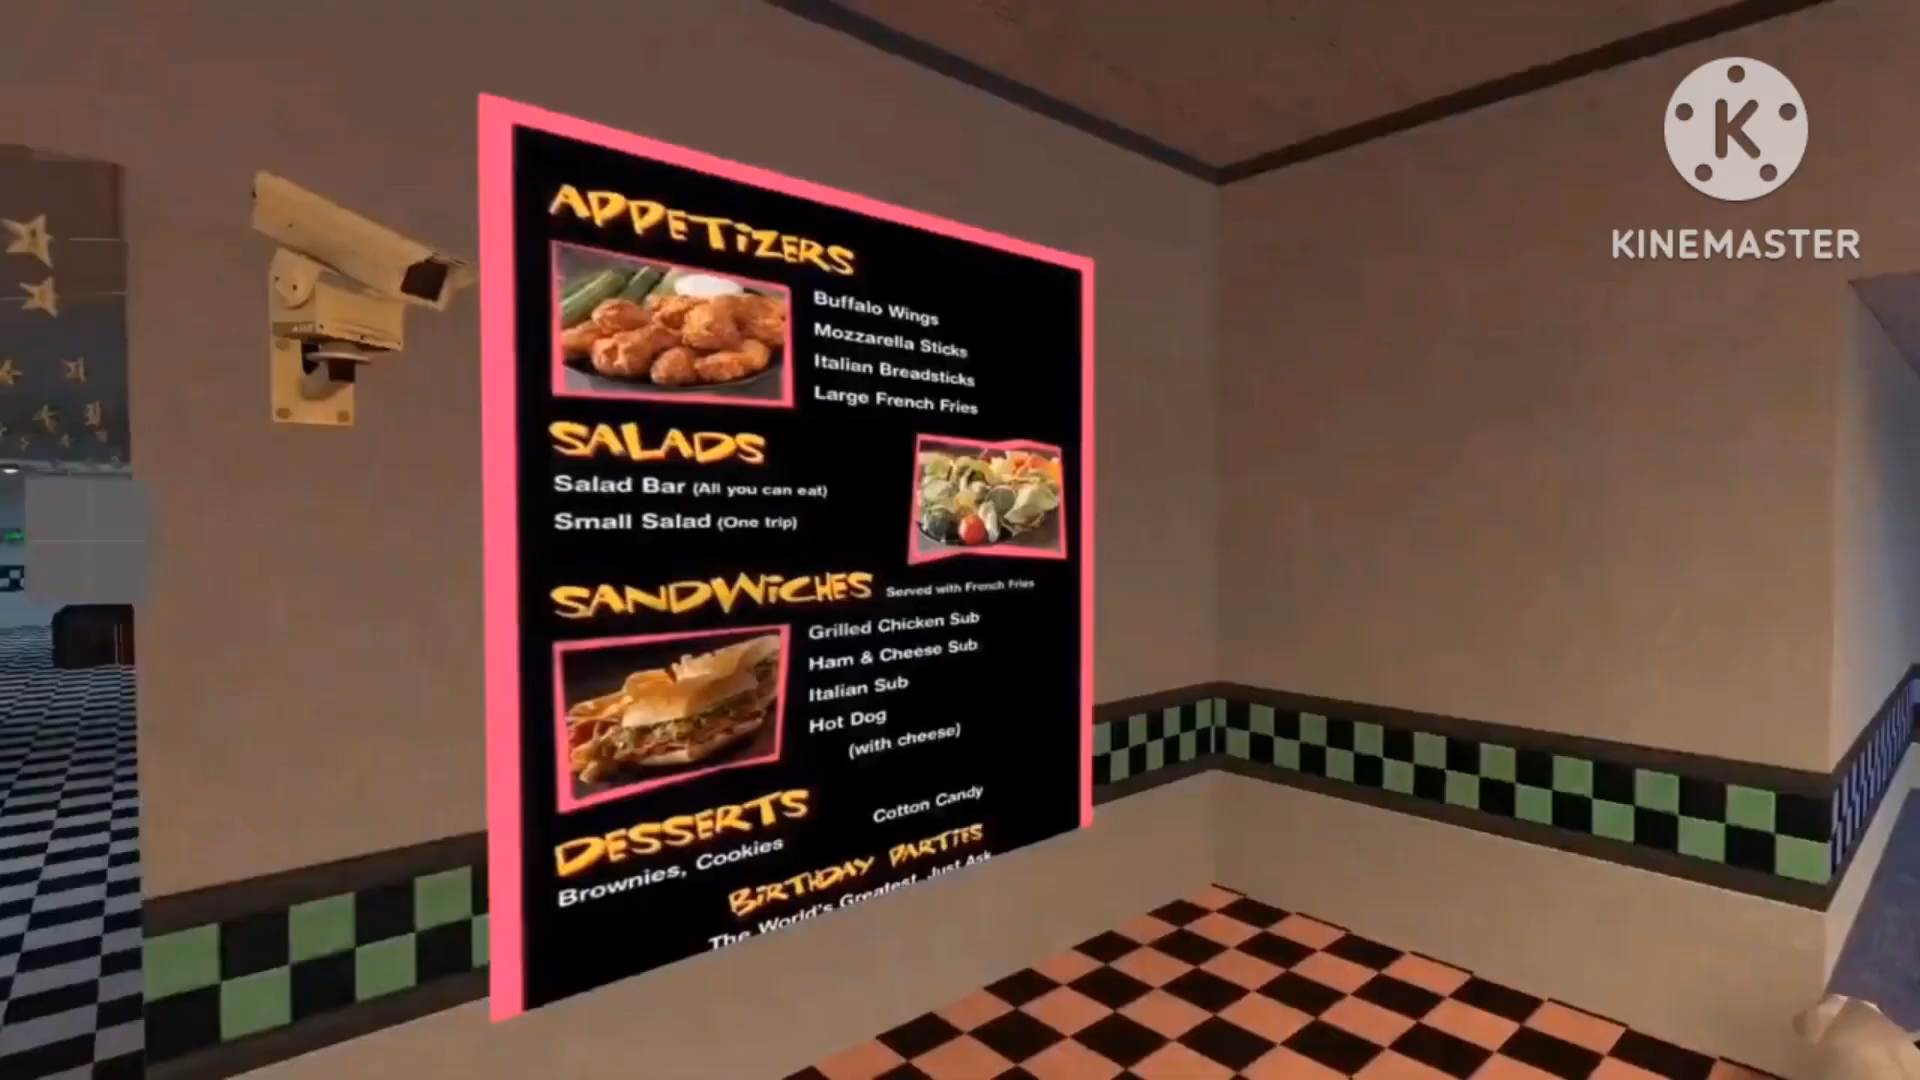 APPETIZERS
Buffalo Wings
Mozzarella Sticks
Italian Breadsticks
Large French Fries
SALADS
Salad Bar (All you can eat)
Small Salad (One trip)
SANDWICHES Served with French Fries
Grilled Chicken Sub
Ham & Cheese Sub
Italian Sub
Hot Dog
(with cheese)
DESSERTS
Brownies, Cookies
Cotton Candy
BIRTHDAY PARTIES
The World's Greatest Just Ask
K
KINEMASTER